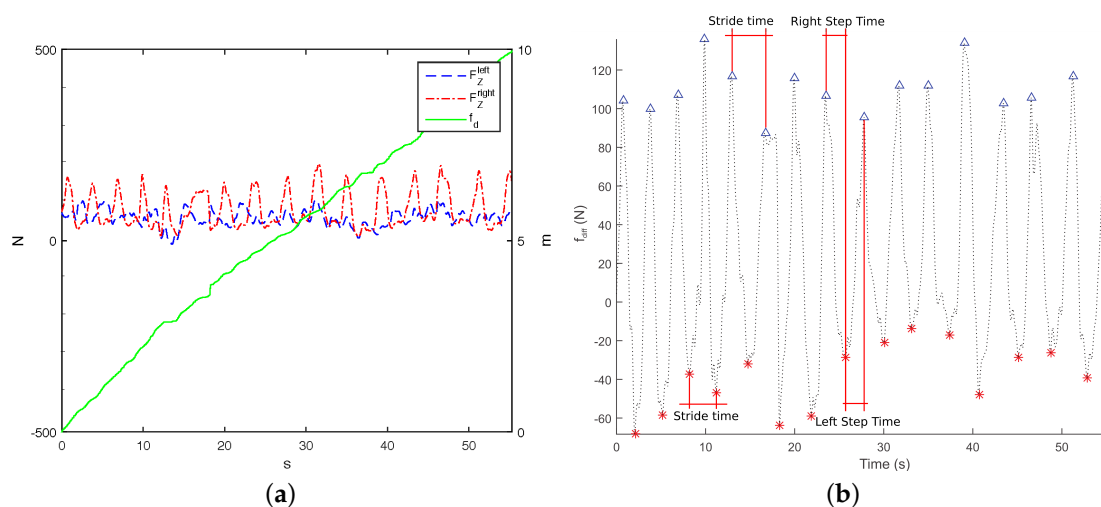 500
0
-500
N
0
10
20
30
40
50
s
10
5
0
m
F_Z^left
F_Z^right
f_d
(a)
Stride time
Right Step Time
120
100
80
60
40
20
0
-20
-40
-60
f_diff (N)
Stride time
Left Step Time
0
10
20
30
40
50
Time (s)
(b)